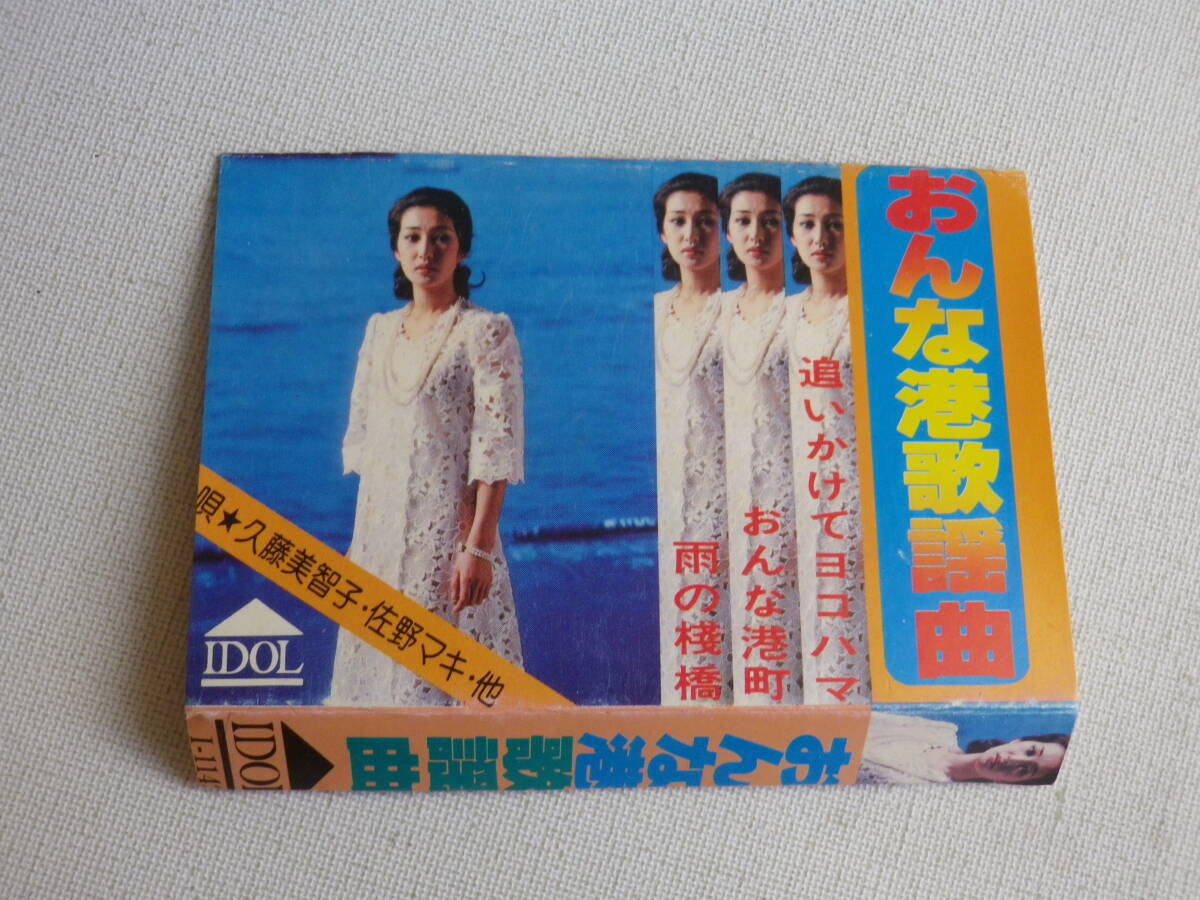 おんな港歌謡曲
追いかけてヨコハマ
おんな港町
雨の棧橋
唄★久藤美智子・佐野マキ・他
IDOL
おんな港歌謡曲
IDOL